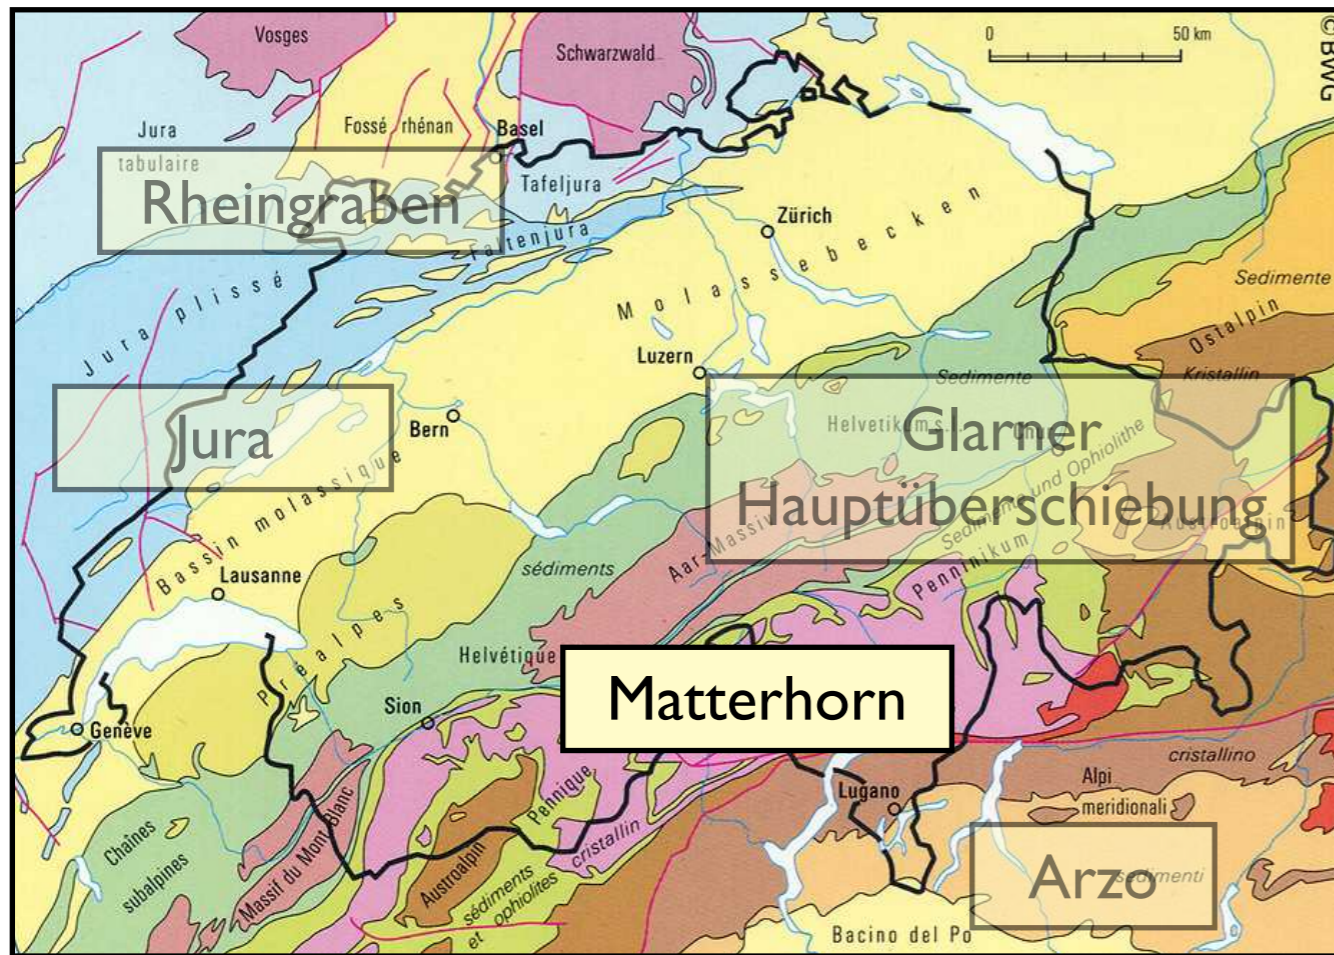 Vosges
Schwarzwald
0 50 km
© BWG
Jura
tabulaire
Fossé rhénan
Basel
Tafeljura
Rheingraben
Faltenjura
Zürich
Molassebecken
Jura plissé
Sedimente
Ostalpin
Kristallin
Luzern
Sedimente
Jura
Bern
Helvetikum s.l.
Chur
Glarner
Hauptüberschiebung
Sedimente und Ophiolithe
Austroalpin
Bassin molassique
Aar-Massiv
Penninikum
sédiments
Lausanne
Préalpes
Helvétique
Matterhorn
Sion
Genève
cristallino
Alpi
meridionali
Lugano
Pennique
cristallin
Chaînes
subalpines
Massif du Mont Blanc
Austroalpin
sédiments
et ophiolites
Arzo
sedimenti
Bacino del Po